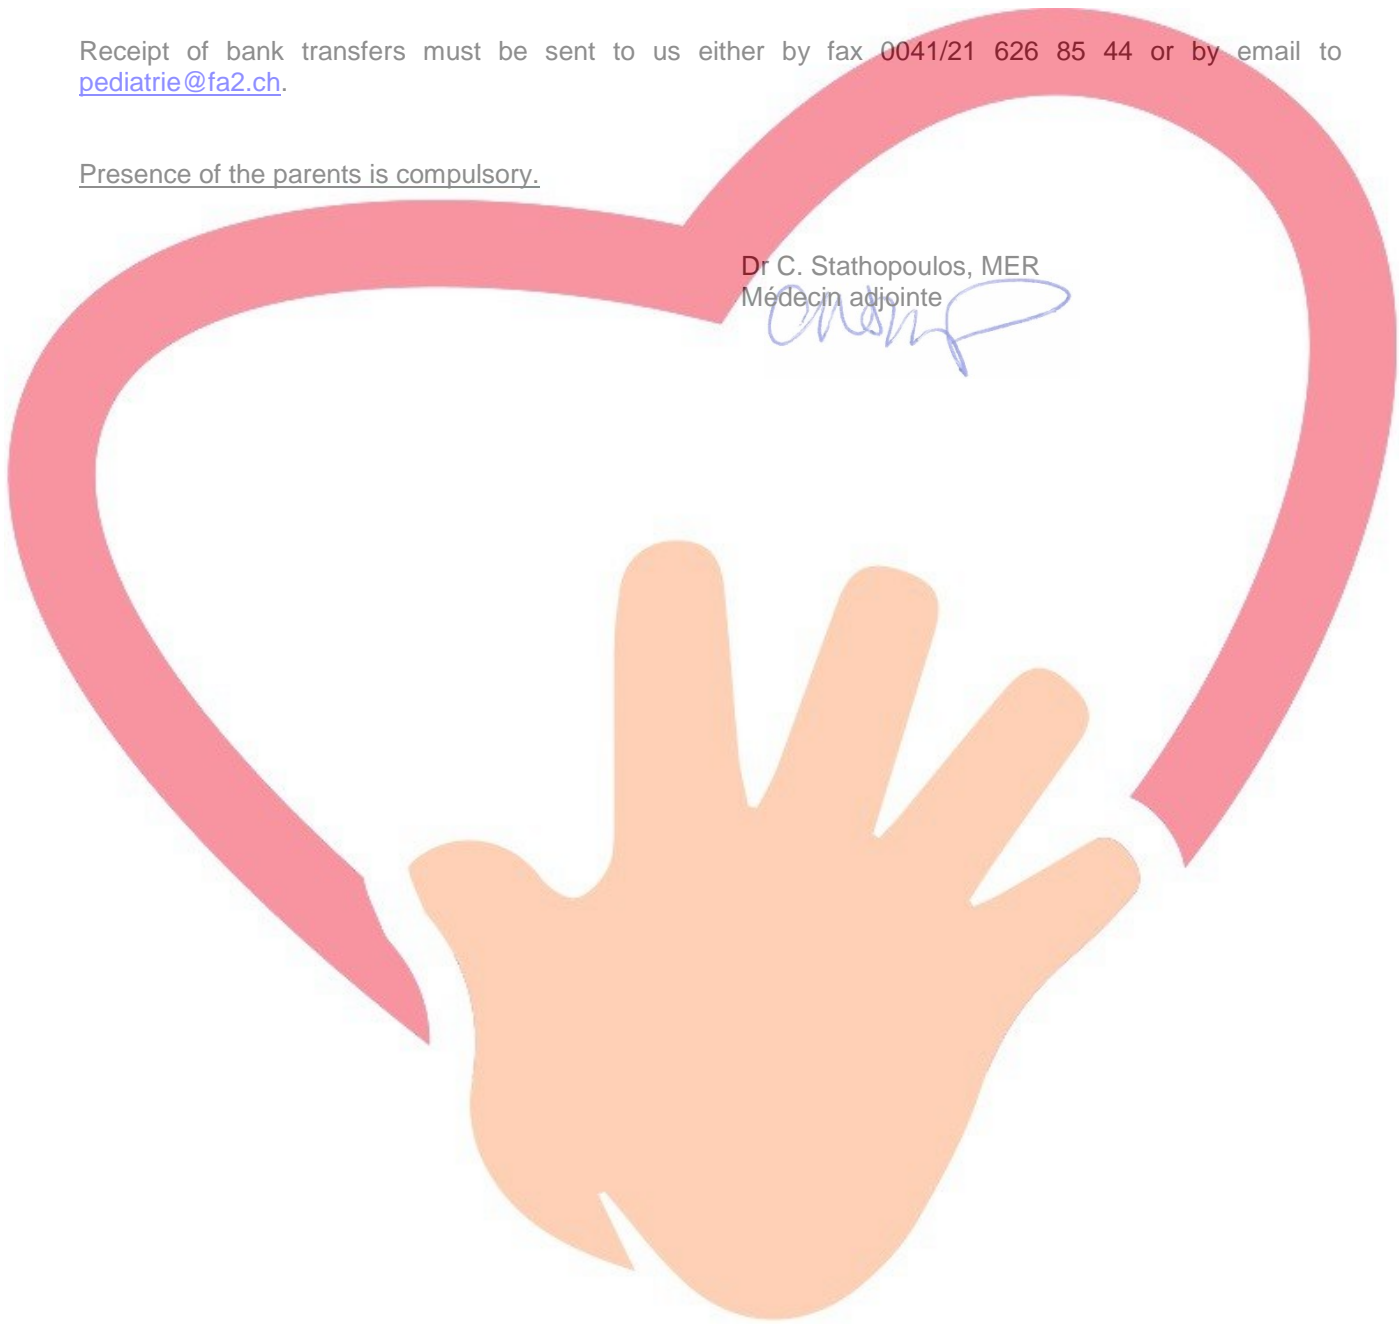 Receipt of bank transfers must be sent to us either by fax 0041/21 626 85 44 or by email to
pediatrie@fa2.ch.
Presence of the parents is compulsory.
Dr C. Stathopoulos, MER
Médecin adjointe